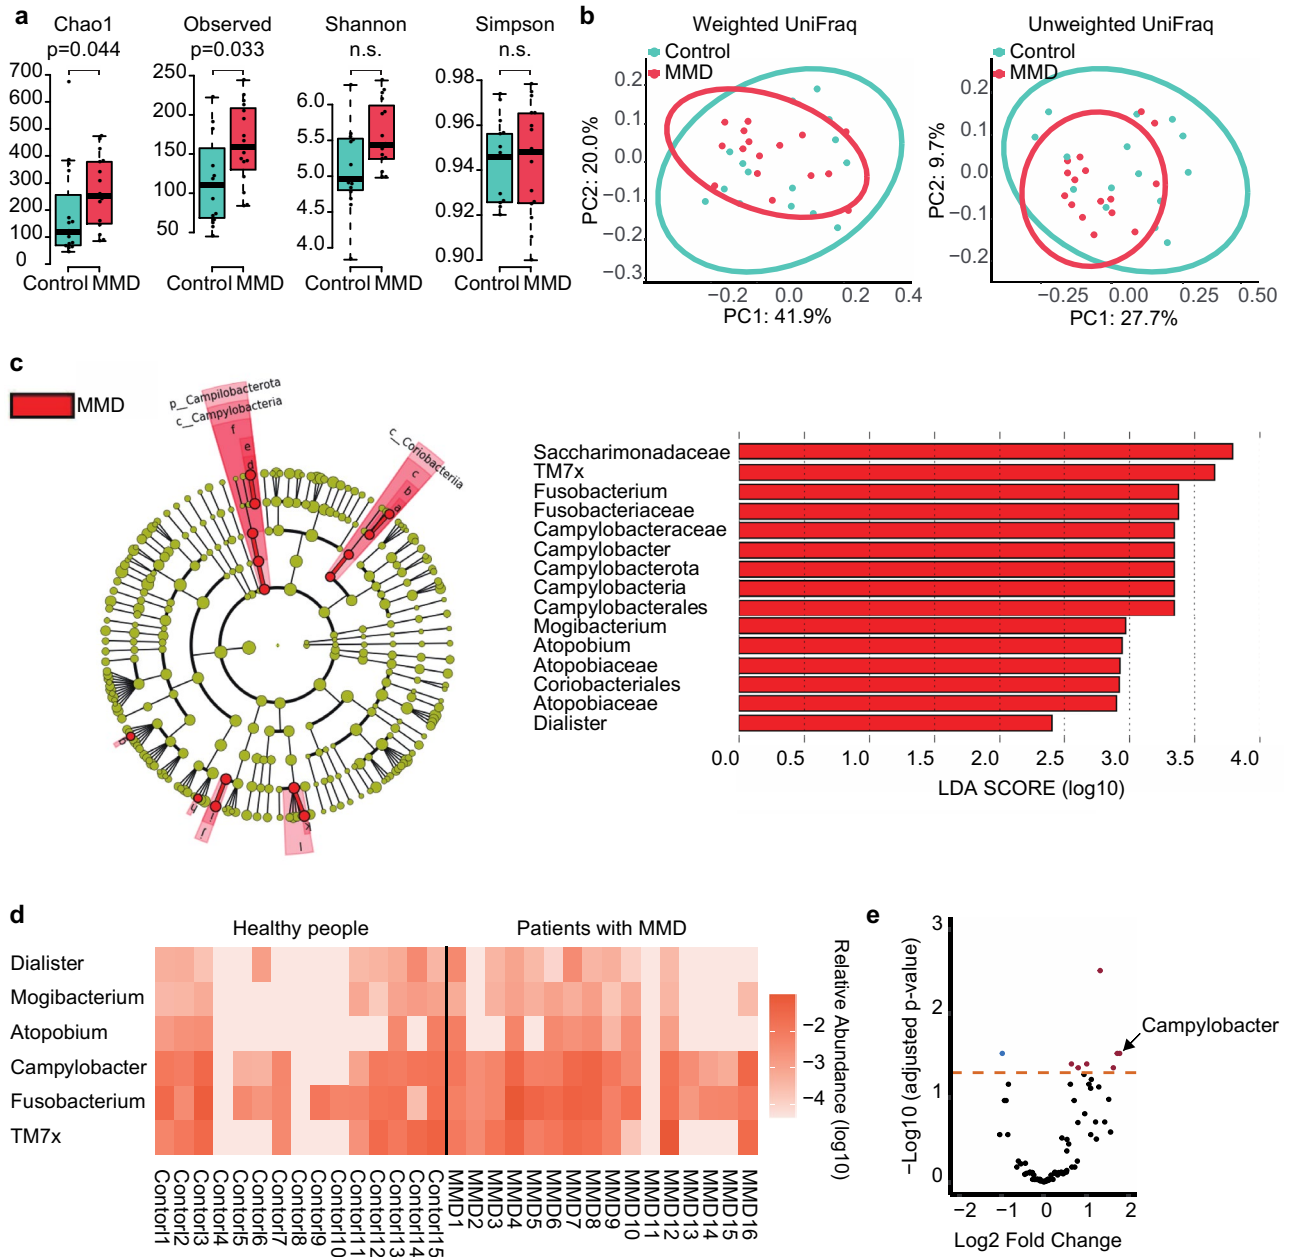 a
Chao1
p=0.044
Observed
p=0.033
Shannon
n.s.
Simpson
n.s.
700
600
500
400
300
200
100
0
250
200
150
100
50
6.0
5.5
5.0
4.5
4.0
0.98
0.96
0.94
0.92
0.90
Control MMD
Control MMD
Control MMD
Control MMD
b
Weighted UniFraq
Control
MMD
0.2
0.1
0.0
−0.1
−0.2
−0.3
PC2: 20.0%
−0.2 0.0 0.2 0.4
PC1: 41.9%
Unweighted UniFraq
Control
MMD
0.2
0.1
0.0
−0.1
−0.2
PC2: 9.7%
−0.25 0.00 0.25 0.50
PC1: 27.7%
c
MMD
p__Campilobacterota
c__Campylobacteria
f
e
d
c__Coriobacteriia
c
b
a
g
h
i
j
k
l
Saccharimonadaceae
TM7x
Fusobacterium
Fusobacteriaceae
Campylobacteraceae
Campylobacter
Campylobacterota
Campylobacteria
Campylobacterales
Mogibacterium
Atopobium
Atopobiaceae
Coriobacteriales
Atopobiaceae
Dialister
0.0 0.5 1.0 1.5 2.0 2.5 3.0 3.5 4.0
LDA SCORE (log10)
d
Healthy people
Patients with MMD
Dialister
Mogibacterium
Atopobium
Campylobacter
Fusobacterium
TM7x
Contorl1
Contorl2
Contorl3
Contorl4
Contorl5
Contorl6
Contorl7
Contorl8
Contorl9
Contorl10
Contorl11
Contorl12
Contorl13
Contorl14
Contorl15
MMD1
MMD2
MMD3
MMD4
MMD5
MMD6
MMD7
MMD8
MMD9
MMD10
MMD11
MMD12
MMD13
MMD14
MMD15
MMD16
−2
−3
−4
Relative Abundance (log10)
e
3
2
1
0
−Log10 (adjusted p-value)
Campylobacter
−2 −1 0 1 2
Log2 Fold Change